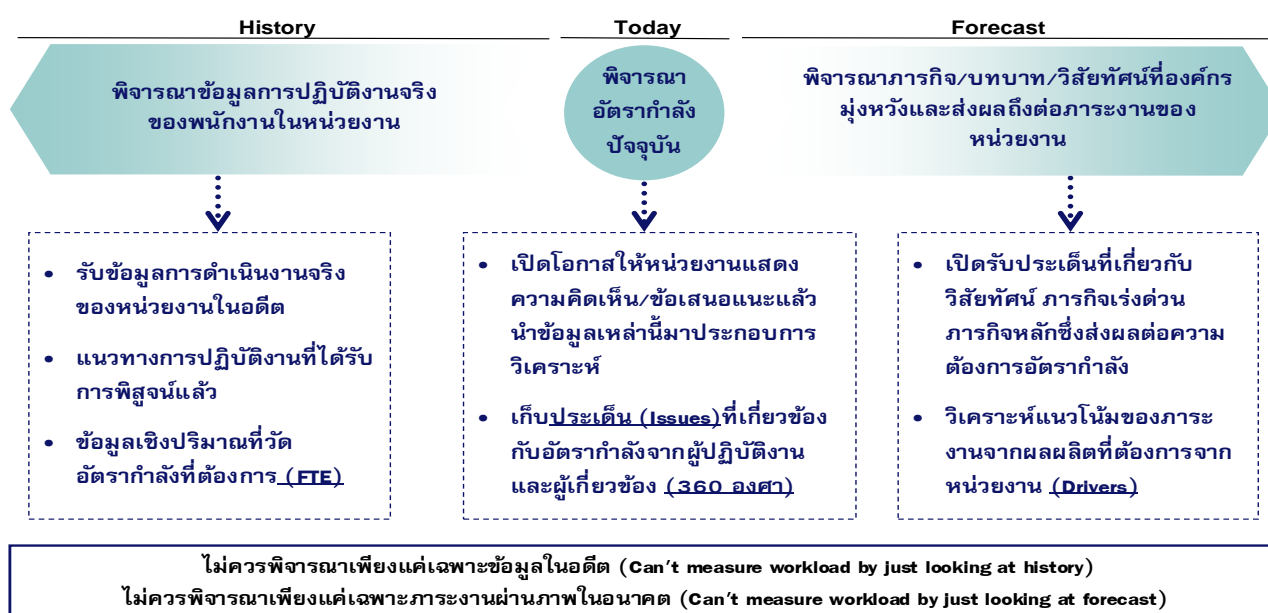 History
Today
Forecast
พิจารณาข้อมูลการปฏิบัติงานจริง
ของพนักงานในหน่วยงาน
พิจารณา
อัตรากำลัง
ปัจจุบัน
พิจารณาภารกิจ/บทบาท/วิสัยทัศน์ที่องค์กร
มุ่งหวังและส่งผลถึงต่อภาระงานของ
หน่วยงาน
• รับข้อมูลการดำเนินงานจริง
ของหน่วยงานในอดีต
• แนวทางการปฏิบัติงานที่ได้รับ
การพิสูจน์แล้ว
• ข้อมูลเชิงปริมาณที่วัด
อัตรากำลังที่ต้องการ (FTE)
• เปิดโอกาสให้หน่วยงานแสดง
ความคิดเห็น/ข้อเสนอแนะแล้ว
นำข้อมูลเหล่านี้มาประกอบการ
วิเคราะห์
• เก็บประเด็น (Issues)ที่เกี่ยวข้อง
กับอัตรากำลังจากผู้ปฏิบัติงาน
และผู้เกี่ยวข้อง (360 องศา)
• เปิดรับประเด็นที่เกี่ยวกับ
วิสัยทัศน์ ภารกิจเร่งด่วน
ภารกิจหลักซึ่งส่งผลต่อความ
ต้องการอัตรากำลัง
• วิเคราะห์แนวโน้มของภาระ
งานจากผลผลิตที่ต้องการจาก
หน่วยงาน (Drivers)
ไม่ควรพิจารณาเพียงแค่เฉพาะข้อมูลในอดีต (Can't measure workload by just looking at history)
ไม่ควรพิจารณาเพียงแค่เฉพาะภาระงานผ่านภาพในอนาคต (Can't measure workload by just looking at forecast)